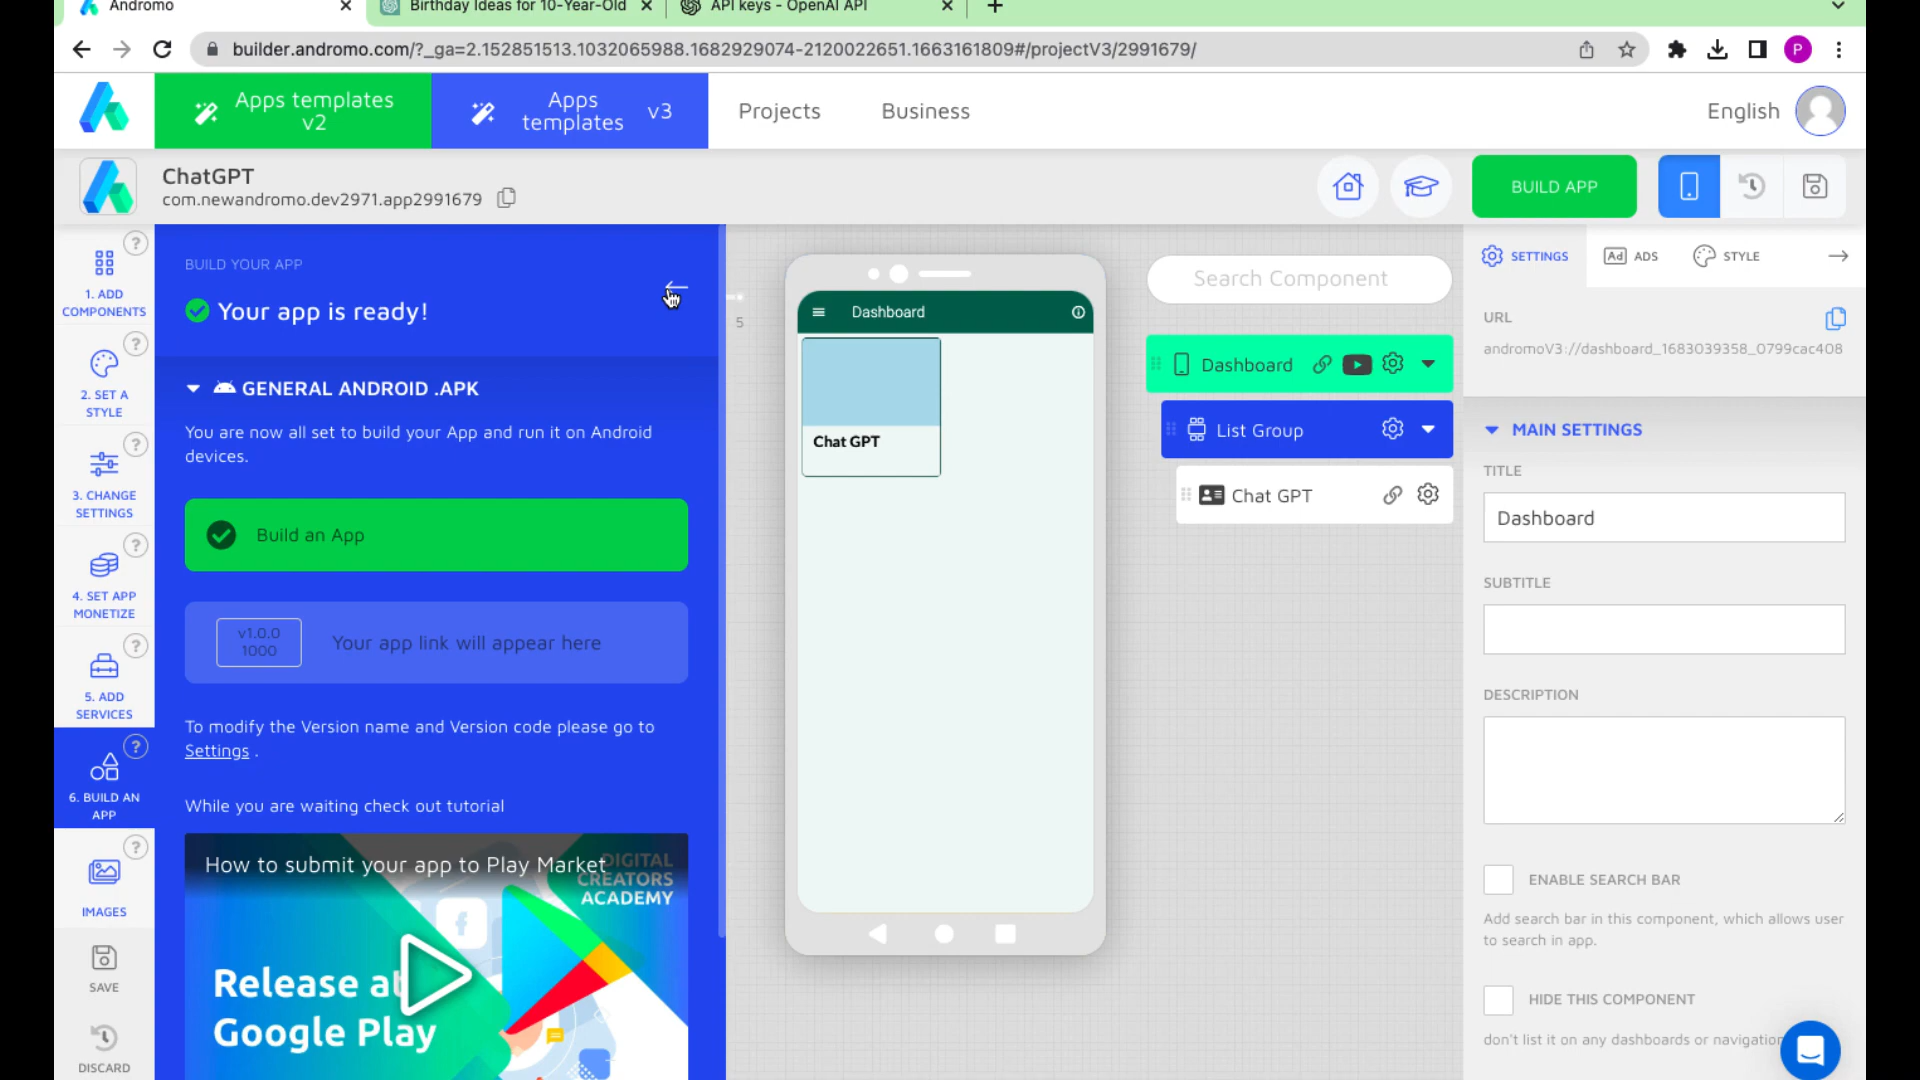 Andromo
Birthday Ideas for 10-Year-Old
API keys - OpenAI API
builder.andromo.com/?_ga=2.152851513.1032065988.1682929074-2120022651.1663161809#/projectV3/2991679/
P
Apps templates
v2
Apps
templates
v3
Projects
Business
English
ChatGPT
com.newandromo.dev2971.app2991679
BUILD APP
1. ADD
COMPONENTS
2. SET A
STYLE
3. CHANGE
SETTINGS
4. SET APP
MONETIZE
5. ADD
SERVICES
6. BUILD AN
APP
IMAGES
SAVE
DISCARD
BUILD YOUR APP
Your app is ready!
GENERAL ANDROID .APK
You are now all set to build your App and run it on Android
devices.
Build an App
v1.0.0
1000
Your app link will appear here
To modify the Version name and Version code please go to
Settings .
While you are waiting check out tutorial
How to submit your app to Play Market
DIGITAL
CREATORS
ACADEMY
Release at
Google Play
5
Dashboard
Chat GPT
Search Component
Dashboard
List Group
Chat GPT
SETTINGS
Ad ADS
STYLE
URL
andromoV3://dashboard_1683039358_0799cac408
MAIN SETTINGS
TITLE
Dashboard
SUBTITLE
DESCRIPTION
ENABLE SEARCH BAR
Add search bar in this component, which allows user
to search in app.
HIDE THIS COMPONENT
don't list it on any dashboards or navigation